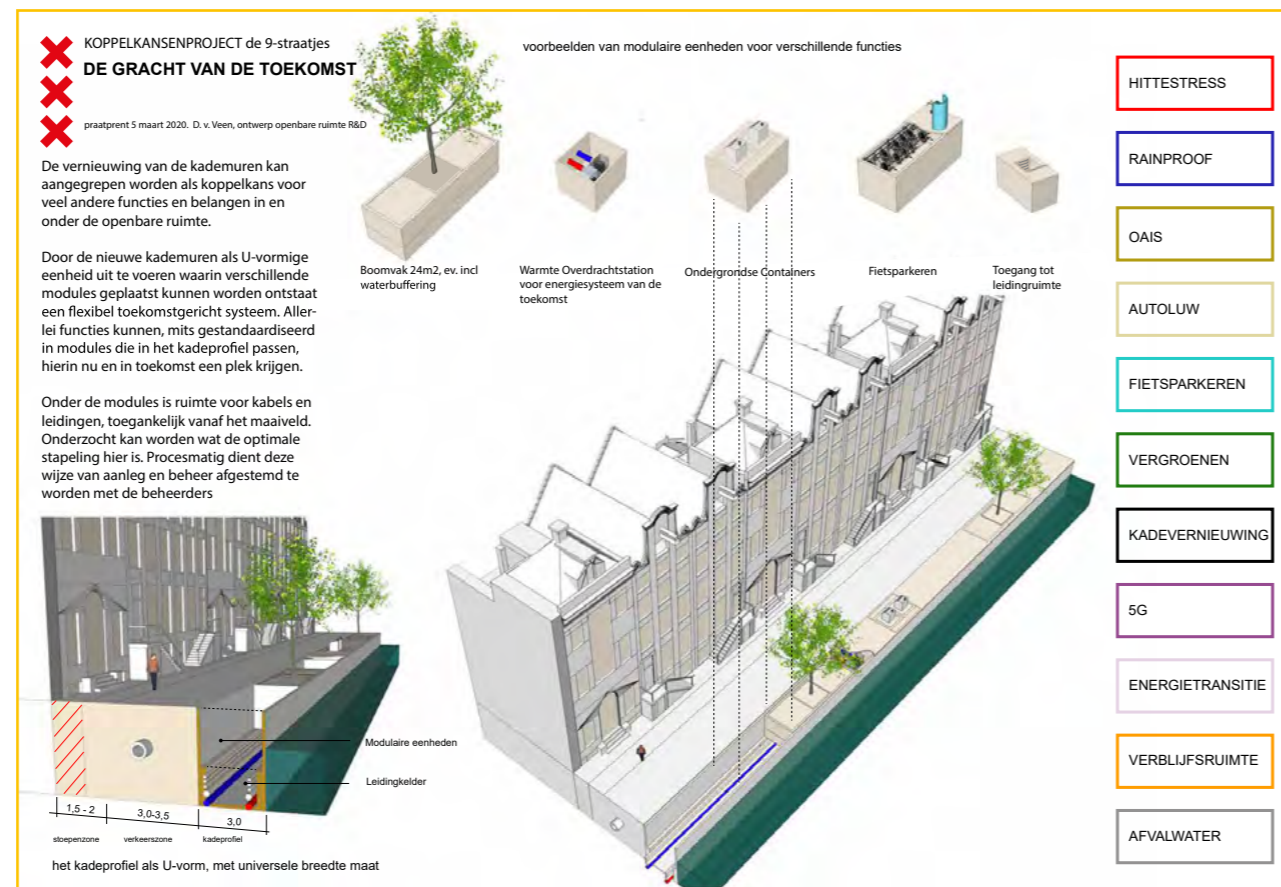 KOPPELKANSENPROJECT de 9-straatjes
DE GRACHT VAN DE TOEKOMST
praatprent 5 maart 2020. D. v. Veen, ontwerp openbare ruimte R&D
De vernieuwing van de kademuren kan
aangegrepen worden als koppelkans voor
veel andere functies en belangen in en
onder de openbare ruimte.
Door de nieuwe kademuren als U-vormige
eenheid uit te voeren waarin verschillende
modules geplaatst kunnen worden ontstaat
een flexibel toekomstgericht systeem. Aller-
lei functies kunnen, mits gestandaardiseerd
in modules die in het kadeprofiel passen,
hierin nu en in toekomst een plek krijgen.
Onder de modules is ruimte voor kabels en
leidingen, toegankelijk vanaf het maaiveld.
Onderzocht kan worden wat de optimale
stapeling hier is. Procesmatig dient deze
wijze van aanleg en beheer afgestemd te
worden met de beheerders
voorbeelden van modulaire eenheden voor verschillende functies
Boomvak 24m2, ev. incl
waterbuffering
Warmte Overdrachtstation
voor energiesysteem van de
toekomst
Ondergrondse Containers
Fietsparkeren
Toegang tot
leidingruimte
Modulaire eenheden
Leidingkelder
1,5 - 2
3,0-3,5
3,0
stoepenzone
verkeerszone
kadeprofiel
het kadeprofiel als U-vorm, met universele breedte maat
HITTESTRESS
RAINPROOF
OAIS
AUTOLUW
FIETSPARKEREN
VERGROENEN
KADEVERNIEUWING
5G
ENERGIETRANSITIE
VERBLIJFSRUIMTE
AFVALWATER